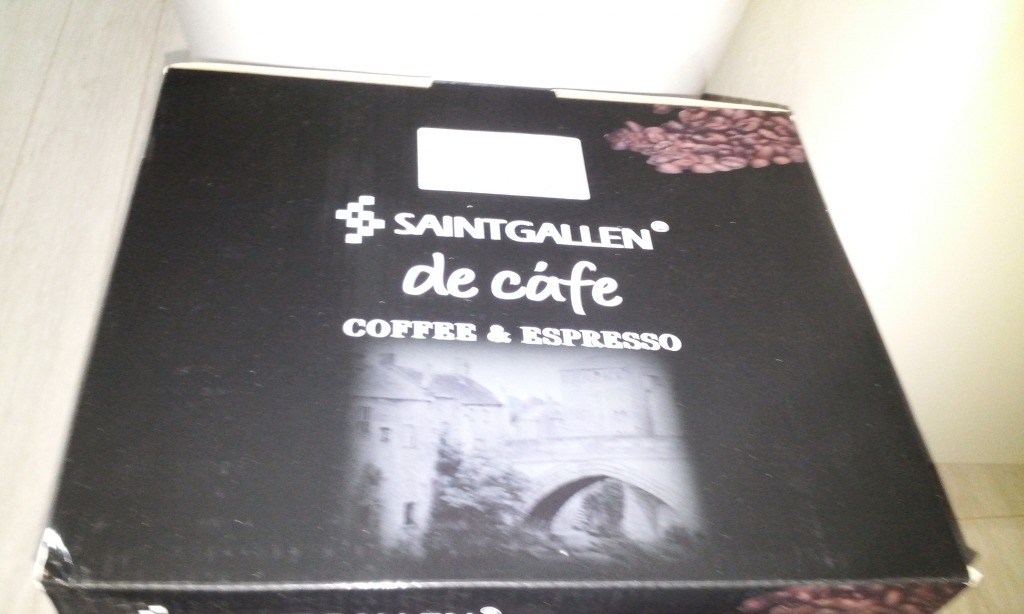 SAINTGALLEN®
de cáfe
COFFEE & ESPRESSO